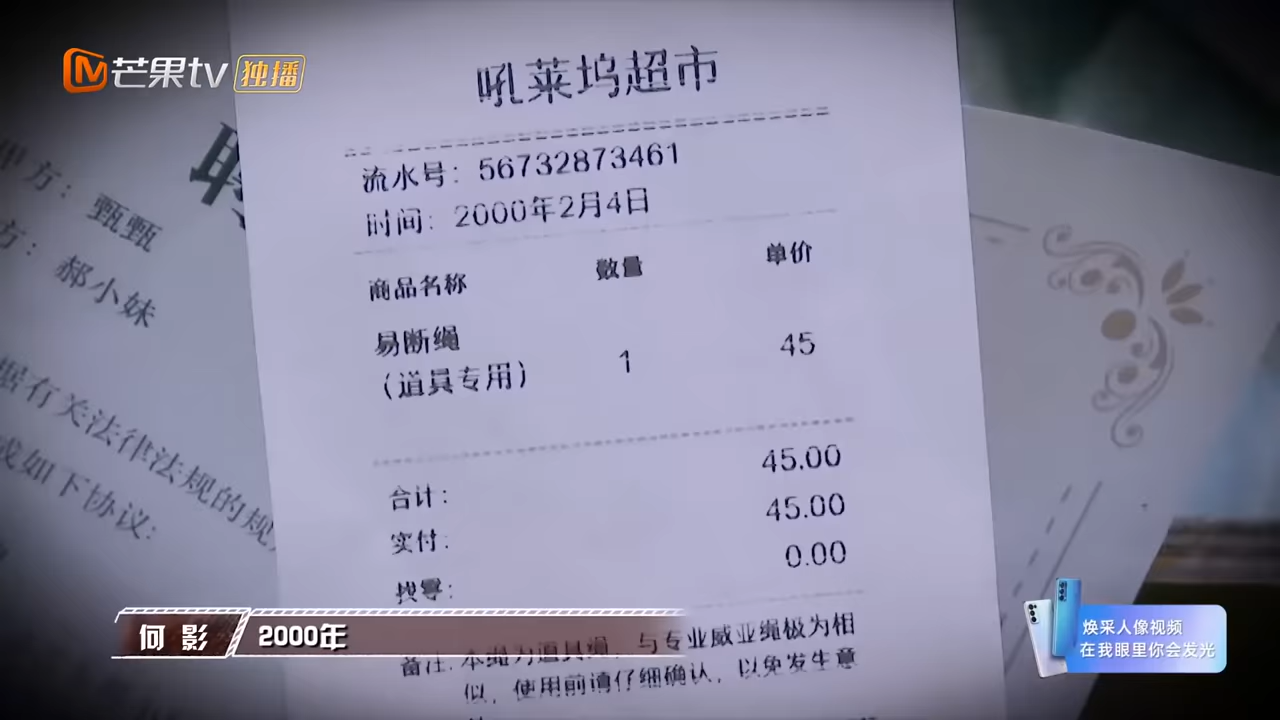 芒果tv 独播
吼莱坞超市
流水号：56732873461
时间：2000年2月4日
商品名称 数量 单价
易断绳
（道具专用） 1 45
合计： 45.00
实付： 45.00
找零： 0.00
备注：本绳为道具绳，与专业威亚绳极为相
似，使用前请仔细确认，以免发生意
甲方：甄甄
方：郝小妹
据有关法律法规的规
成如下协议：
何影 2000年
焕采人像视频
在我眼里你会发光